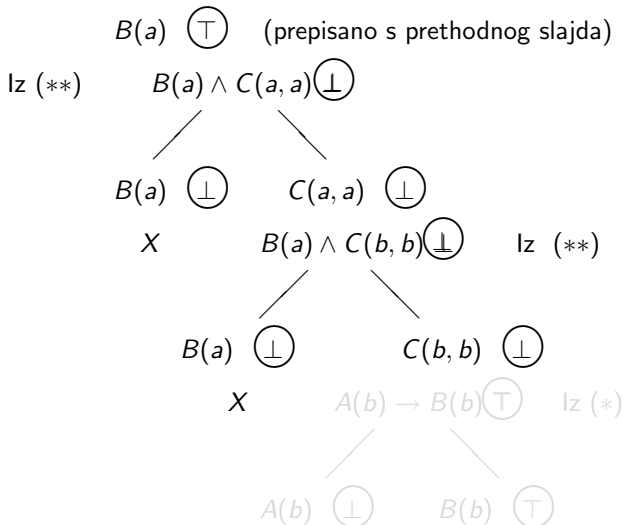 B(a) ⊤ (prepisano s prethodnog slajda)
Iz (∗∗) B(a) ∧ C(a, a) ⊥
B(a) ⊥ C(a, a) ⊥
X B(a) ∧ C(b, b) ⊥ Iz (∗∗)
B(a) ⊥ C(b, b) ⊥
X A(b) → B(b) ⊤ Iz (∗)
A(b) ⊥ B(b) ⊤